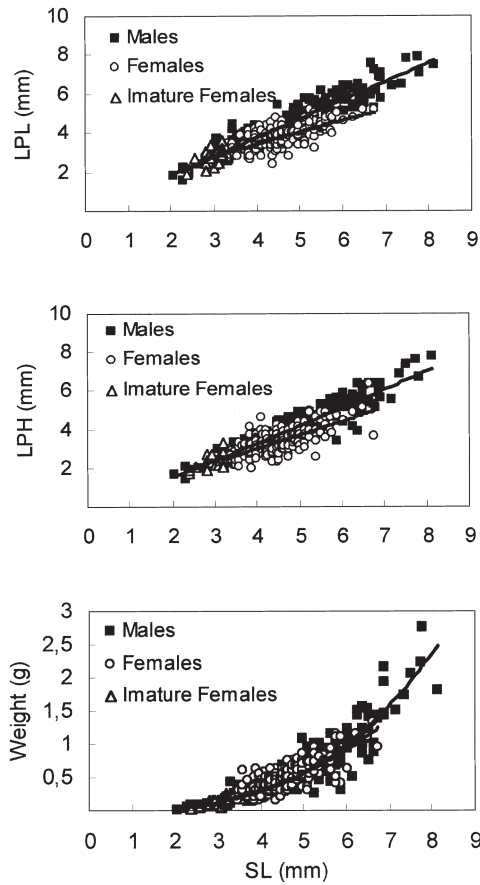 10
8
6
4
2
LPL (mm)
Males
Females
Imature Females
0 1 2 3 4 5 6 7 8 9
10
8
6
4
2
LPH (mm)
Males
Females
Imature Females
0 1 2 3 4 5 6 7 8 9
3
2,5
2
1,5
1
0,5
Weight (g)
Males
Females
Imature Females
0 1 2 3 4 5 6 7 8 9
SL (mm)